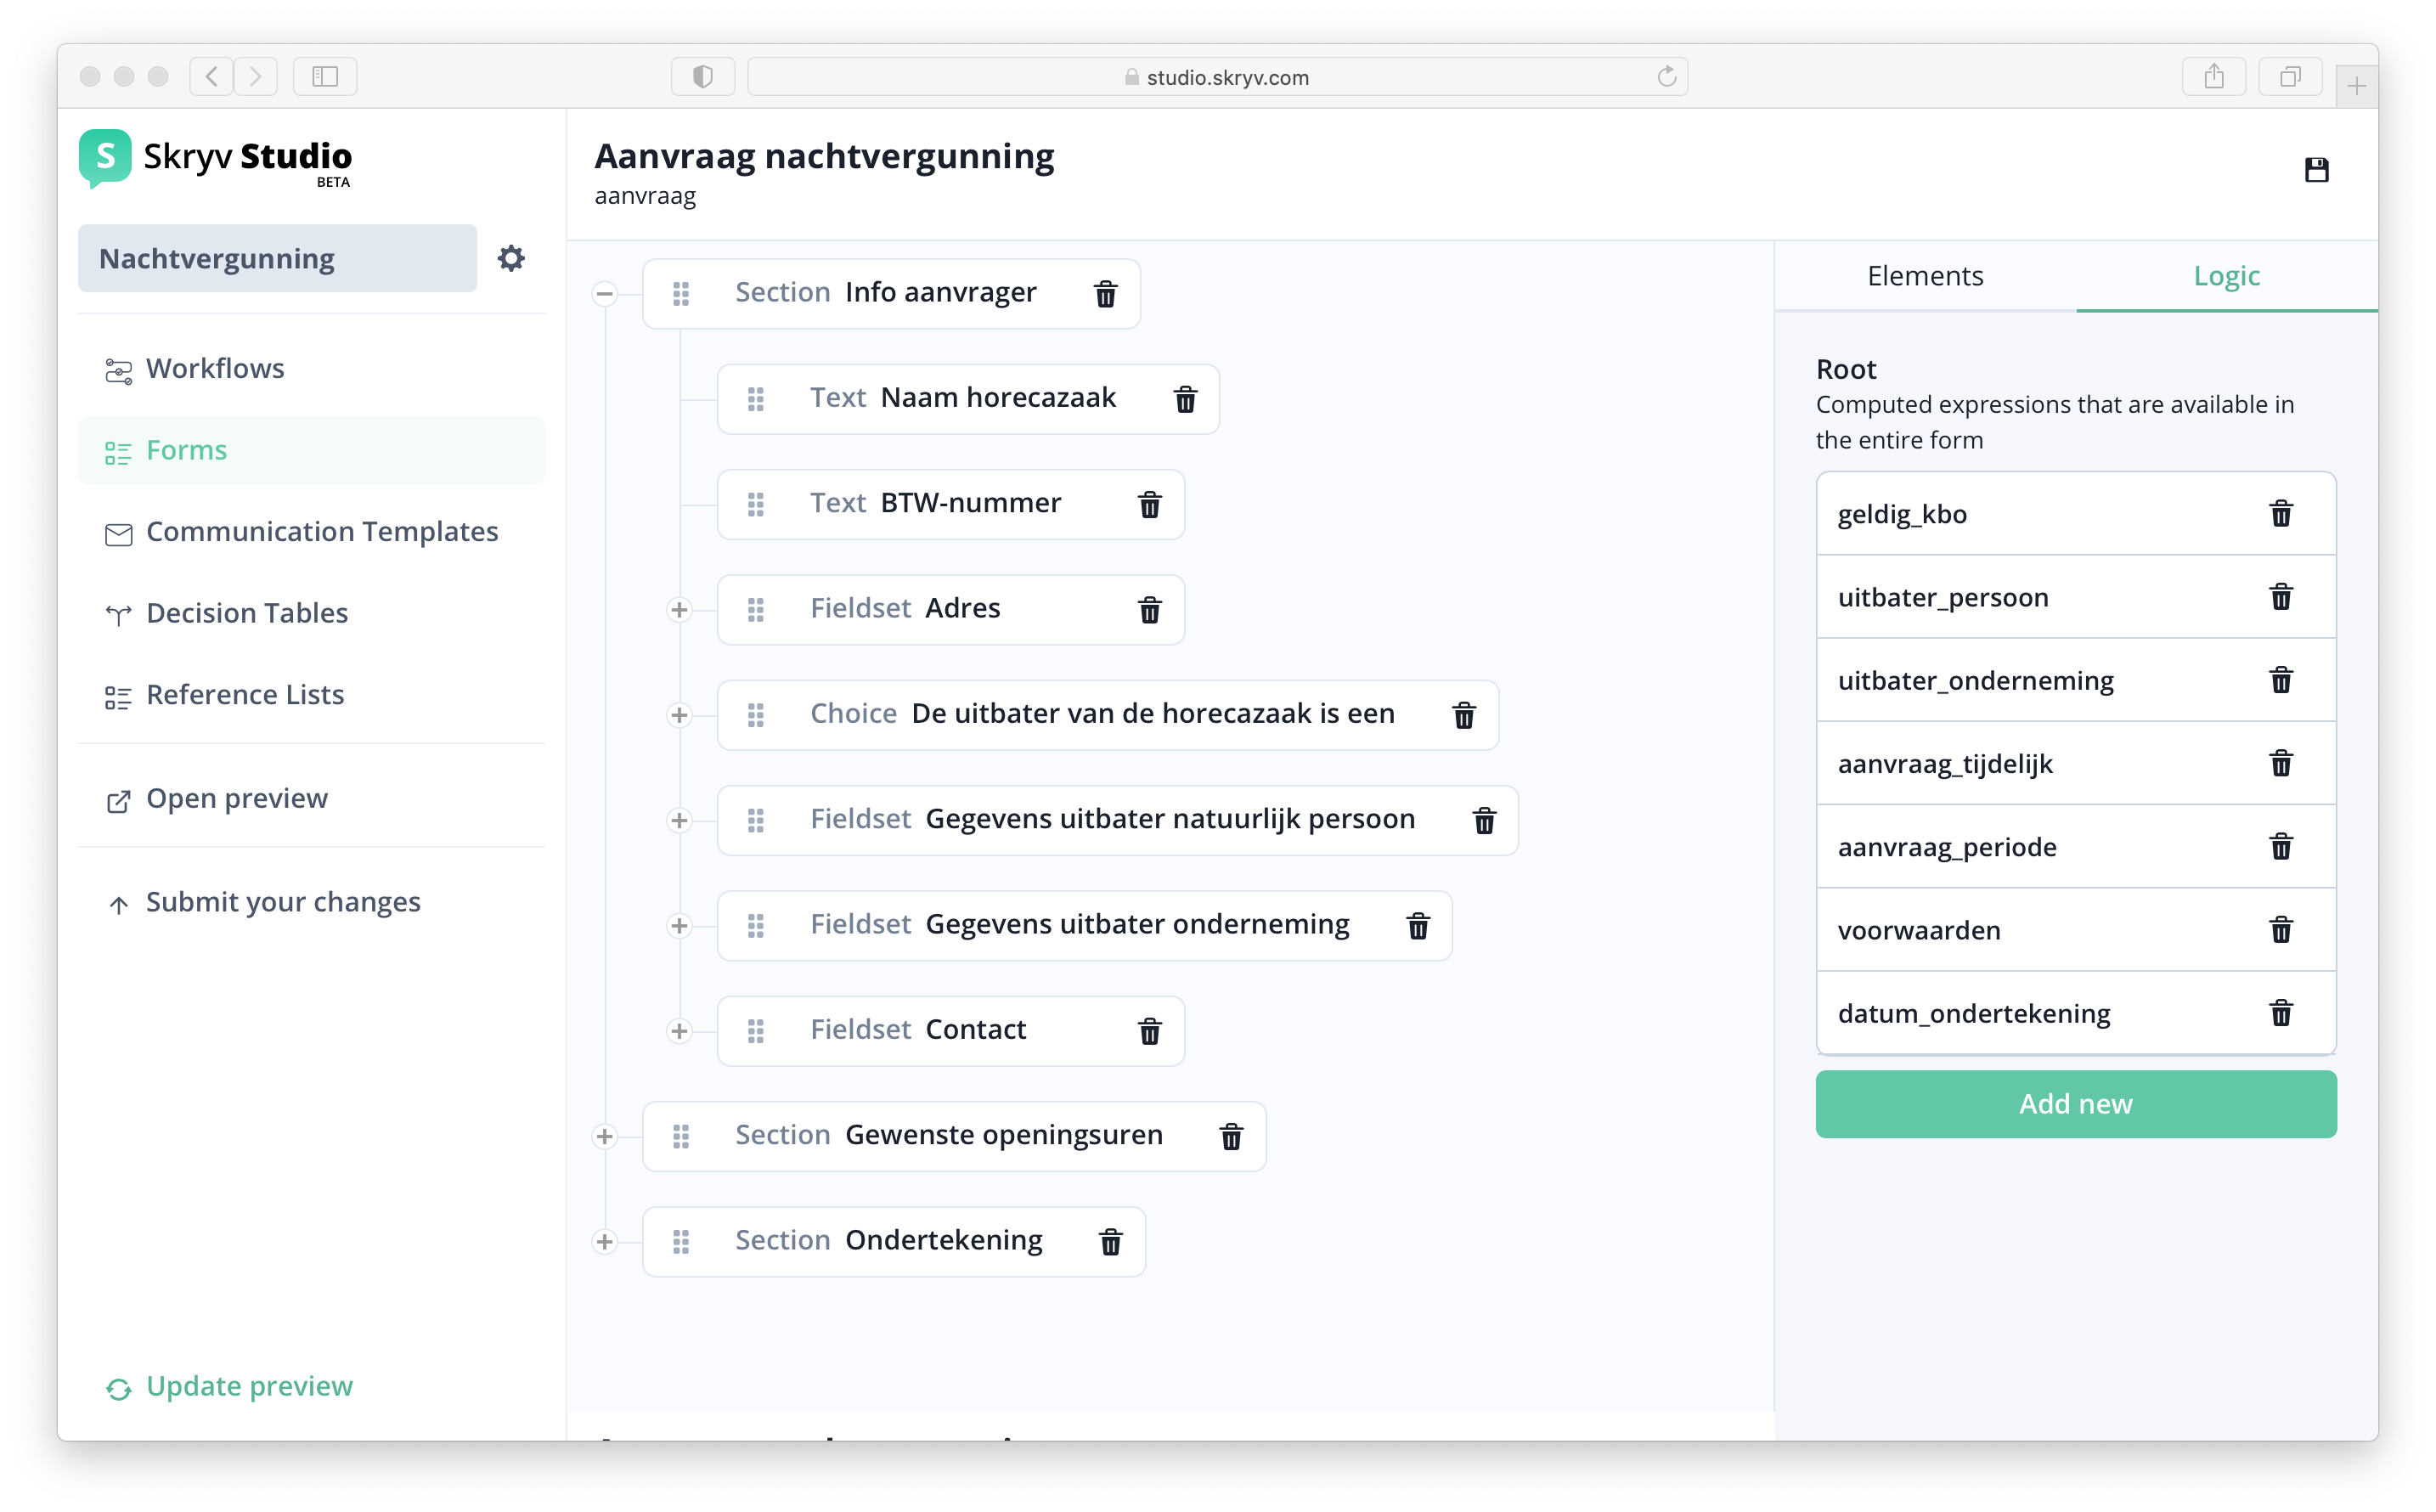 studio.skryv.com
S Skryv Studio
BETA
Nachtvergunning
Workflows
Forms
Communication Templates
Decision Tables
Reference Lists
Open preview
Submit your changes
Update preview
Aanvraag nachtvergunning
aanvraag
Section Info aanvrager
Text Naam horecazaak
Text BTW-nummer
Fieldset Adres
Choice De uitbater van de horecazaak is een
Fieldset Gegevens uitbater natuurlijk persoon
Fieldset Gegevens uitbater onderneming
Fieldset Contact
Section Gewenste openingsuren
Section Ondertekening
Elements Logic
Root
Computed expressions that are available in
the entire form
geldig_kbo
uitbater_persoon
uitbater_onderneming
aanvraag_tijdelijk
aanvraag_periode
voorwaarden
datum_ondertekening
Add new